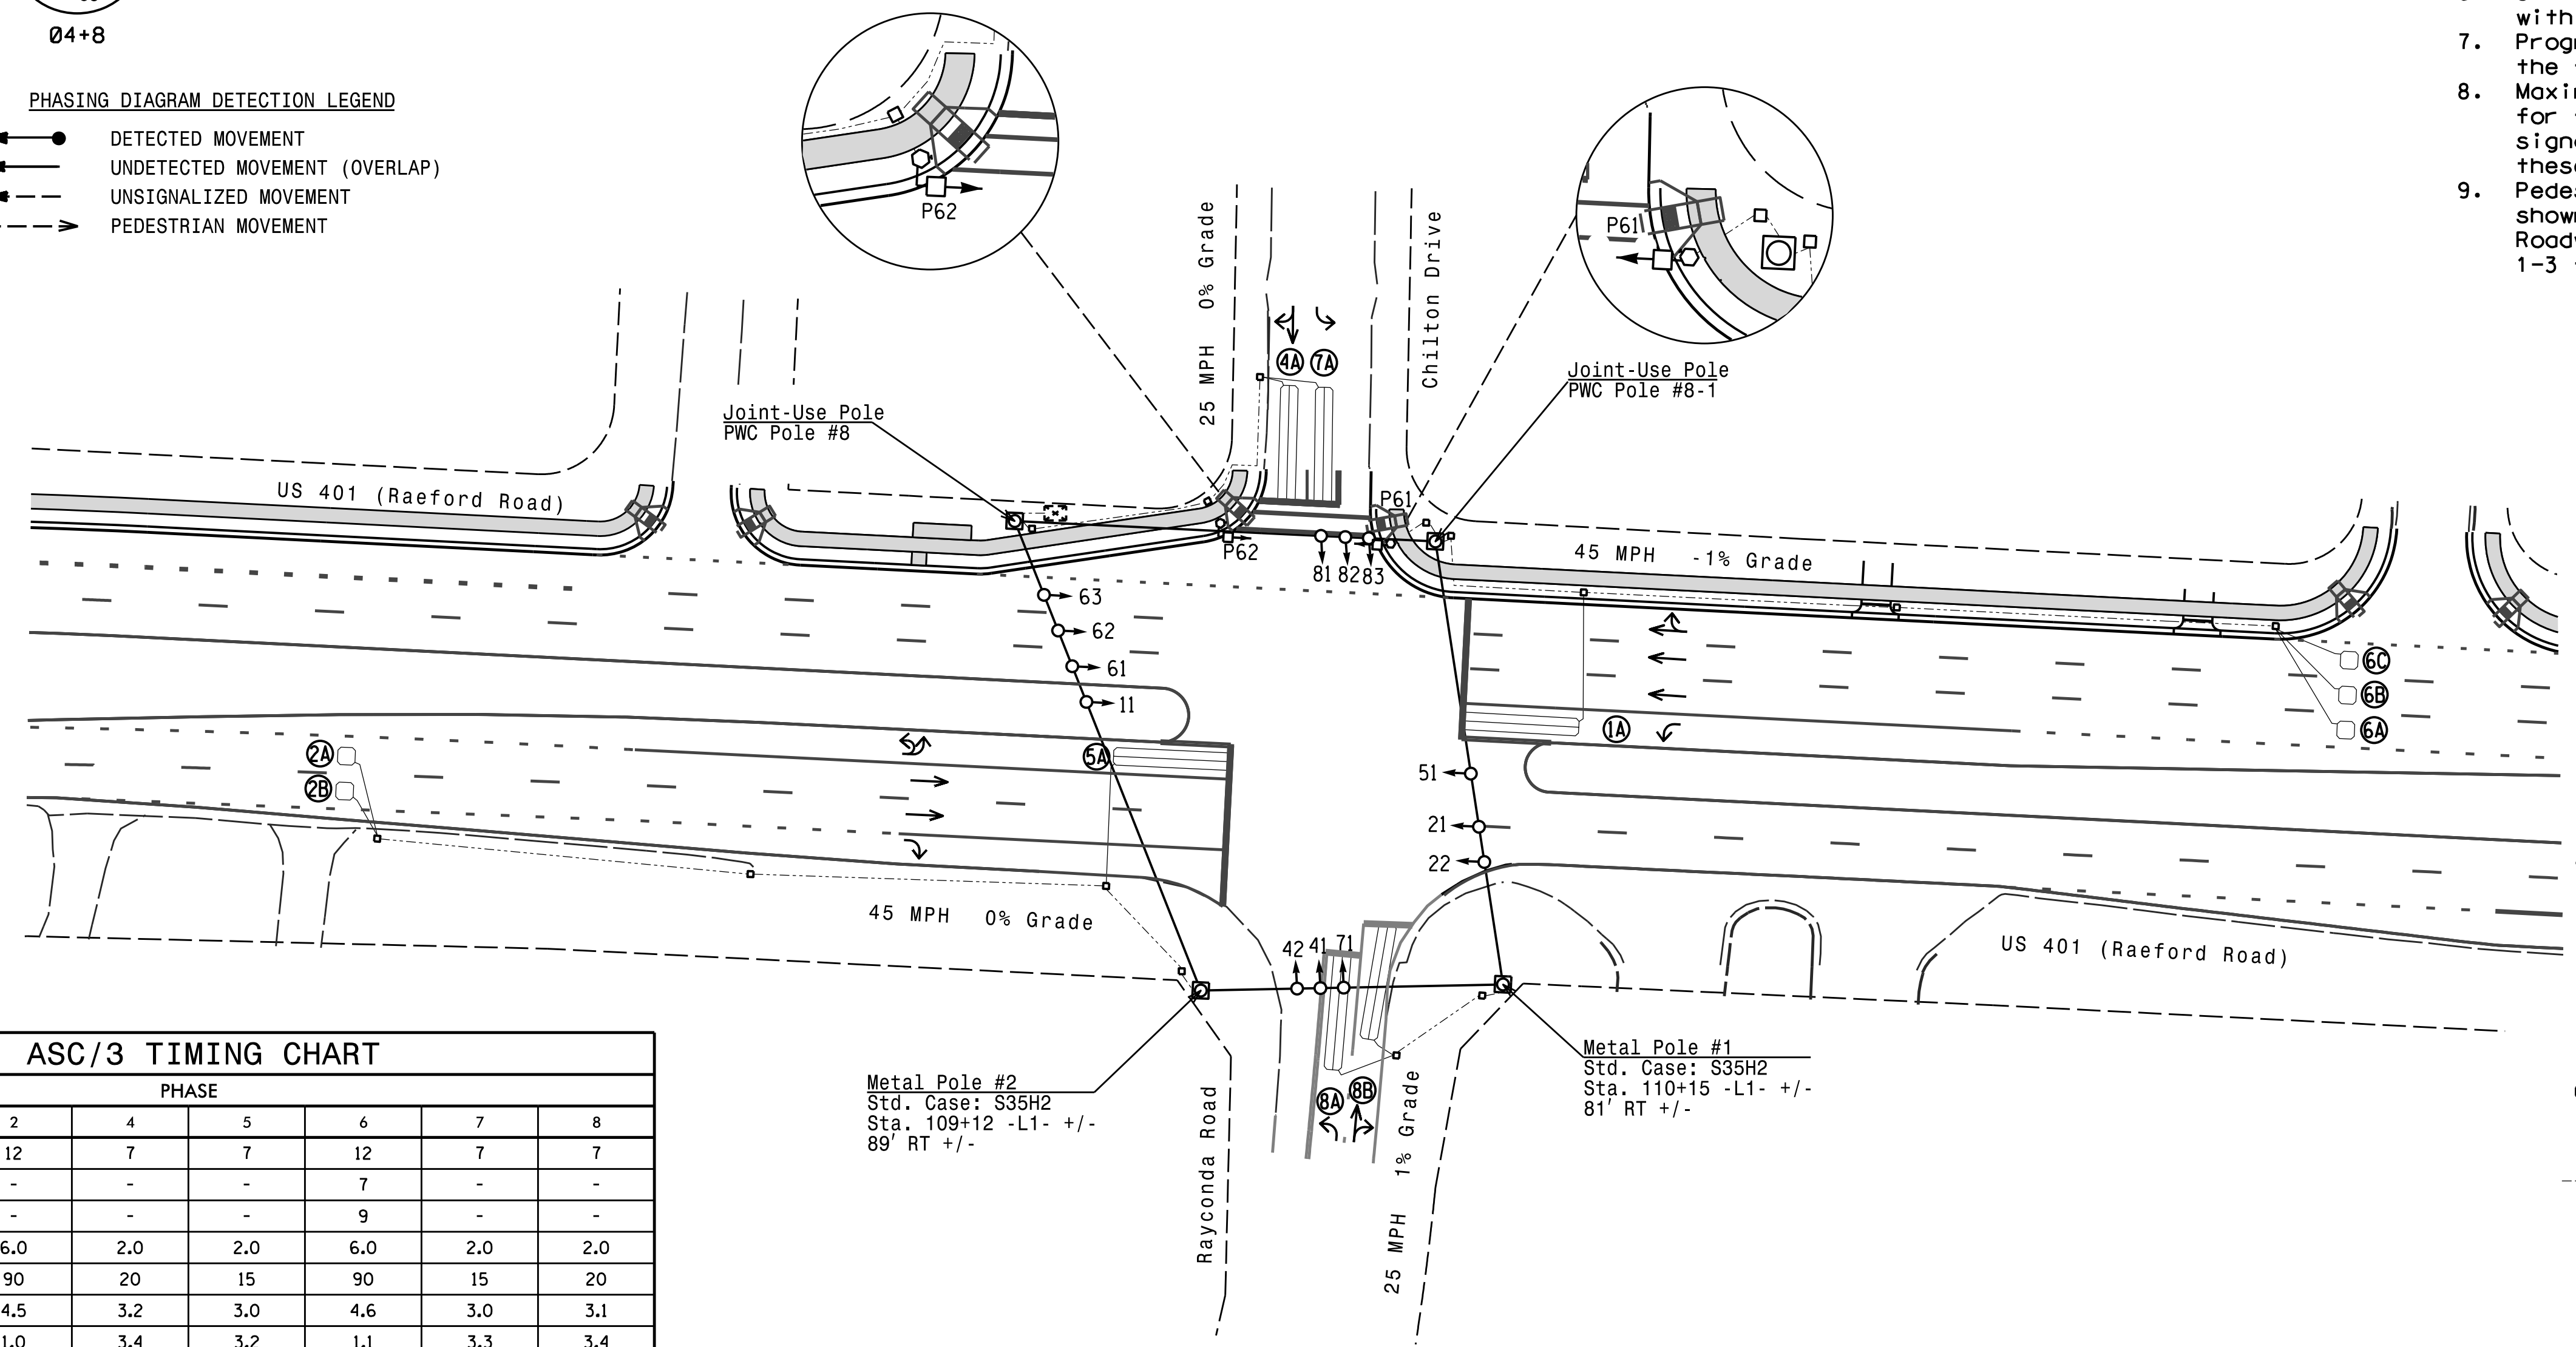 Ø4+8
PHASING DIAGRAM DETECTION LEGEND
DETECTED MOVEMENT
UNDETECTED MOVEMENT (OVERLAP)
UNSIGNALIZED MOVEMENT
PEDESTRIAN MOVEMENT
with
7.
the
8.
for
these
9.
1-3
P62
P61
25 MPH 0% Grade
Chilton Drive
4A 7A
Joint-Use Pole
PWC Pole #8
Joint-Use Pole
PWC Pole #8-1
US 401 (Raeford Road)
P61
P62
81 82 83
45 MPH -1% Grade
63
62
61
11
6C
6B
6A
1A
2A
2B
5A
51
21
22
45 MPH 0% Grade
US 401 (Raeford Road)
42 41 71
Metal Pole #2
Std. Case: S35H2
Sta. 109+12 -L1- +/-
89' RT +/-
Metal Pole #1
Std. Case: S35H2
Sta. 110+15 -L1- +/-
81' RT +/-
8A 8B
Rayconda Road
25 MPH 1% Grade
ASC/3 TIMING CHART
PHASE
2 4 5 6 7 8
12 7 7 12 7 7
- - - 7 - -
- - - 9 - -
6.0 2.0 2.0 6.0 2.0 2.0
90 20 15 90 15 20
4.5 3.2 3.0 4.6 3.0 3.1
1.0 3.4 3.2 1.1 3.3 3.4